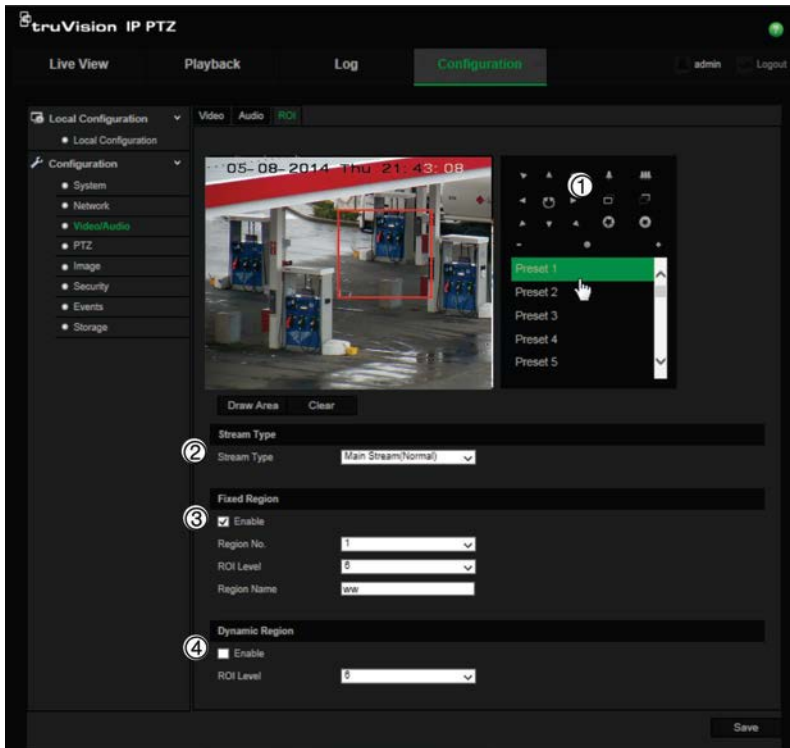 truVision IP PTZ
?
Live View Playback Log Configuration admin Logout
Local Configuration
Local Configuration
Configuration
System
Network
Video/Audio
PTZ
Image
Security
Events
Storage
Video Audio ROI
05-08-2014 Thu 21:43:08
①
Preset 1
Preset 2
Preset 3
Preset 4
Preset 5
Draw Area Clear
Stream Type
② Stream Type Main Stream(Normal)
Fixed Region
③ Enable
Region No. 1
ROI Level 6
Region Name ww
Dynamic Region
④ Enable
ROI Level 6
Save